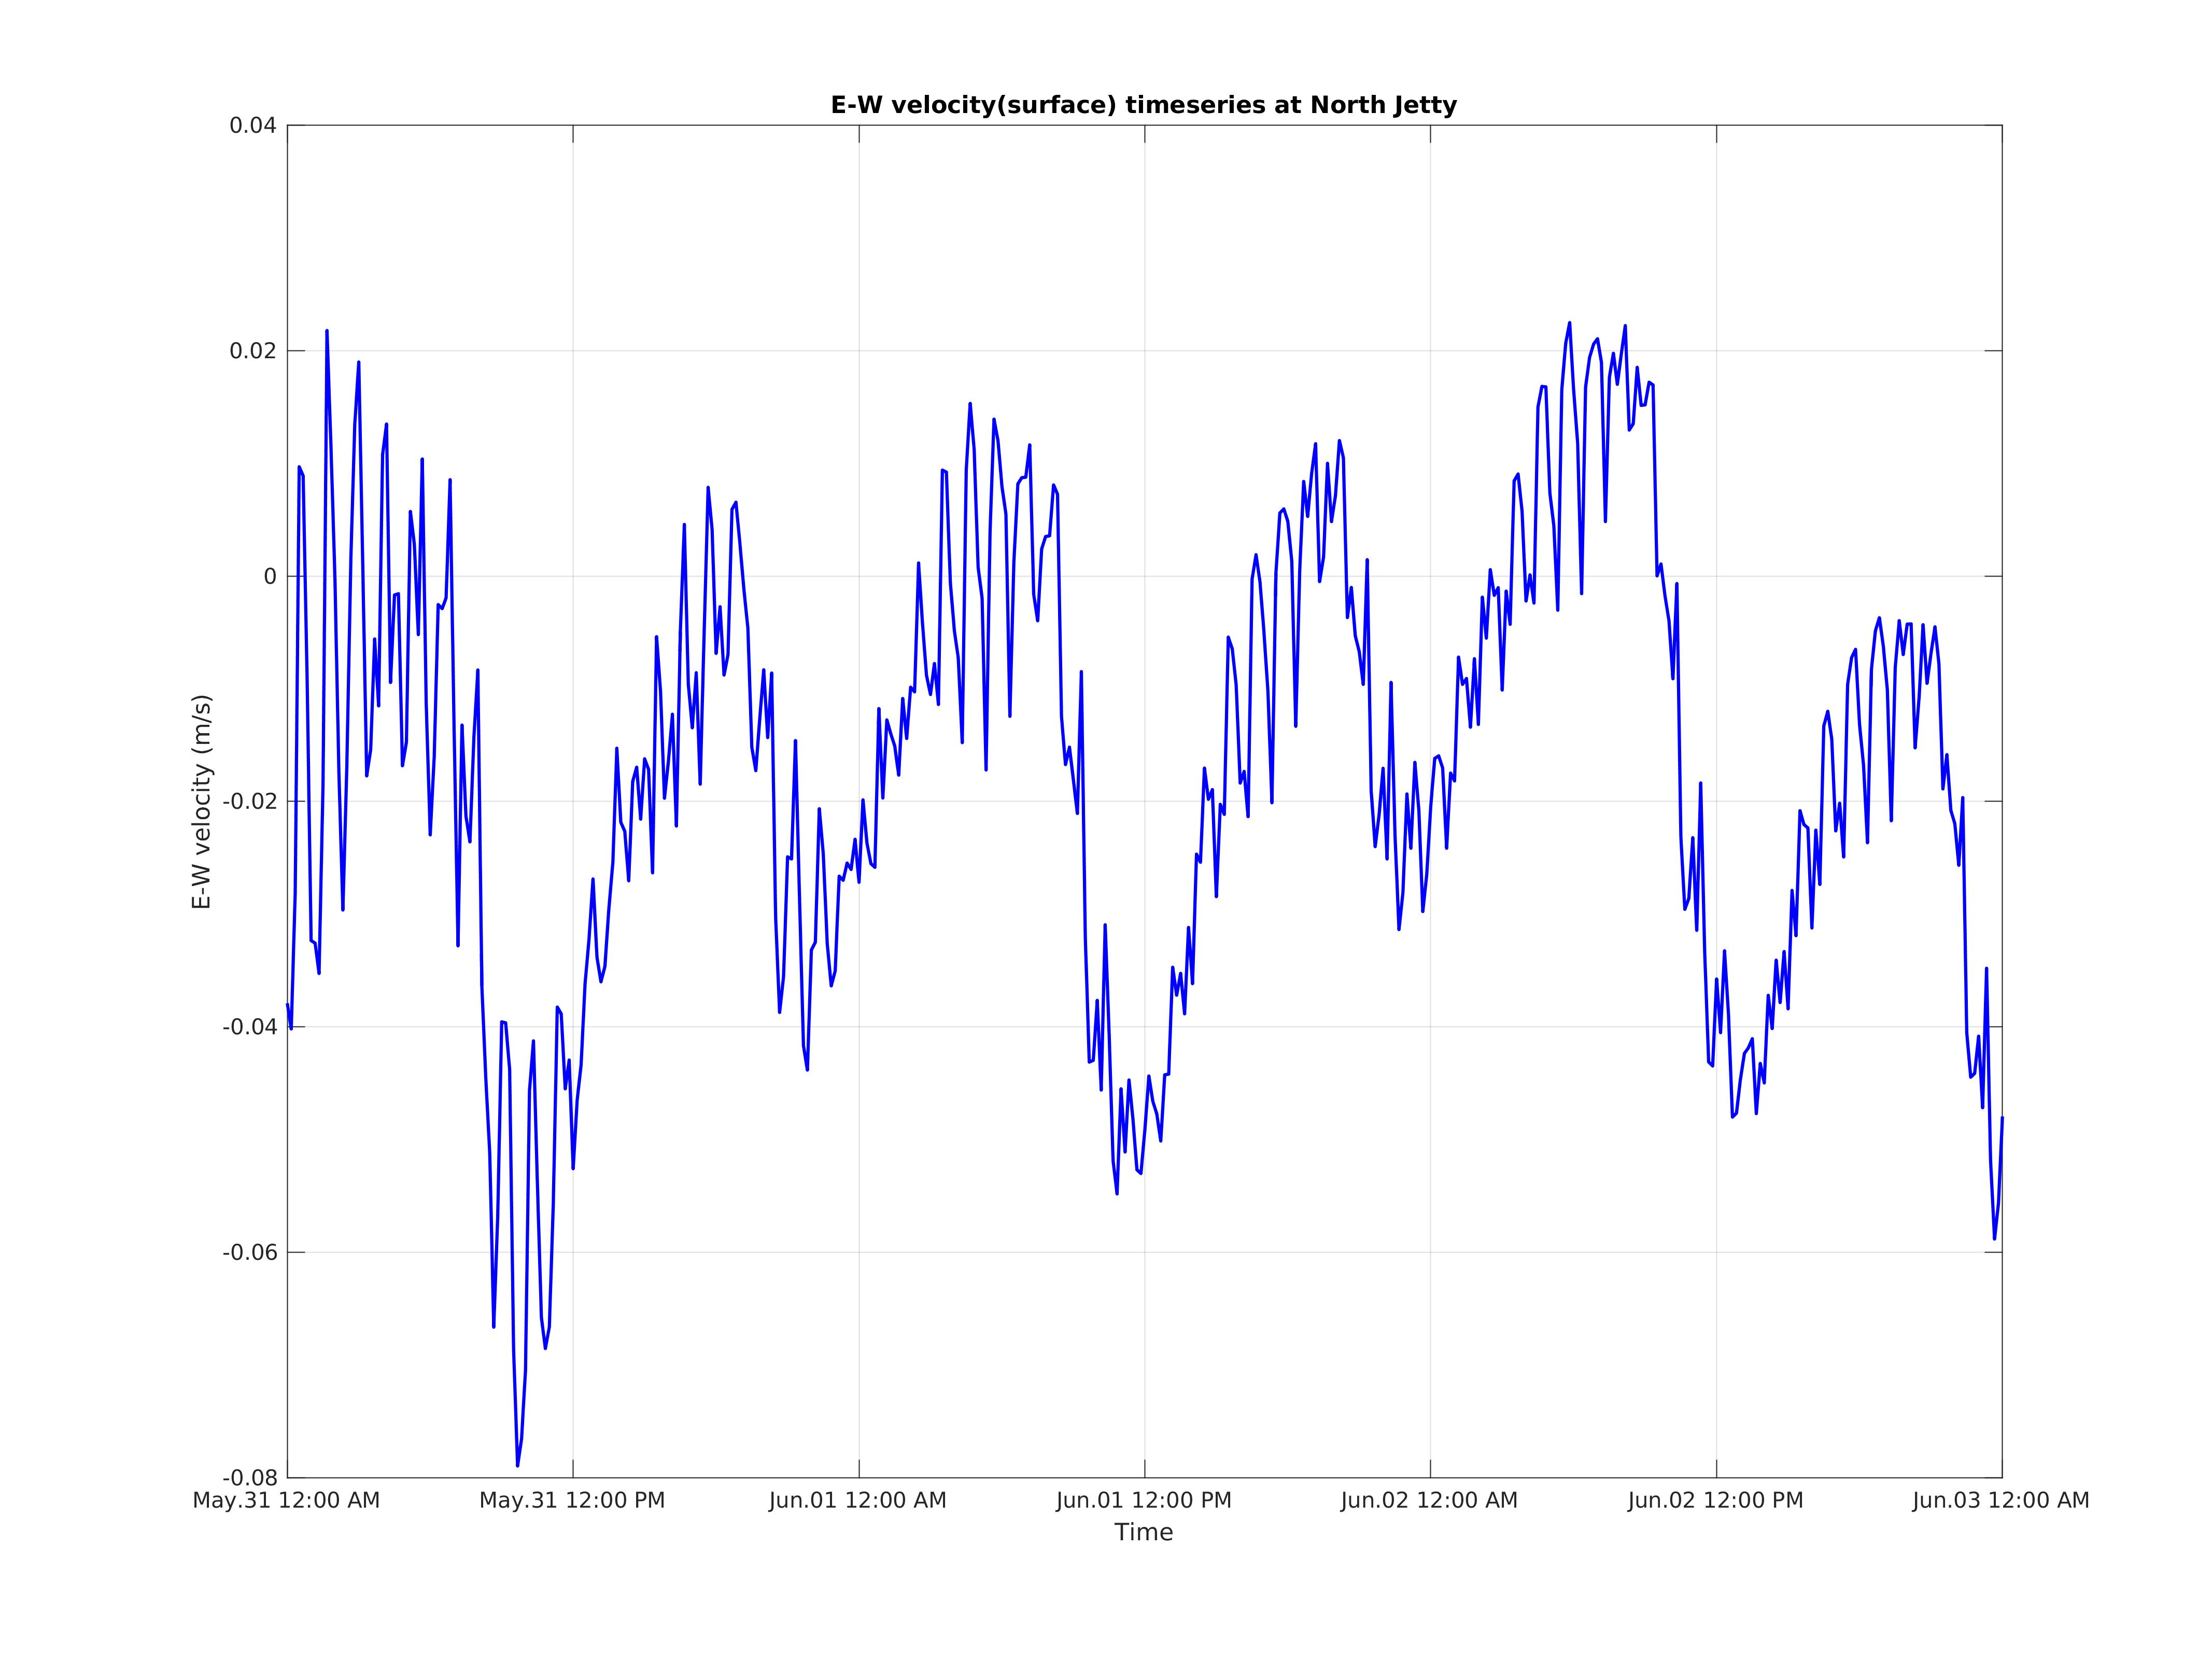 E-W velocity(surface) timeseries at North Jetty
0.04
0.02
0
-0.02
-0.04
-0.06
-0.08
E-W velocity (m/s)
May.31 12:00 AM May.31 12:00 PM Jun.01 12:00 AM Jun.01 12:00 PM Jun.02 12:00 AM Jun.02 12:00 PM Jun.03 12:00 AM
Time